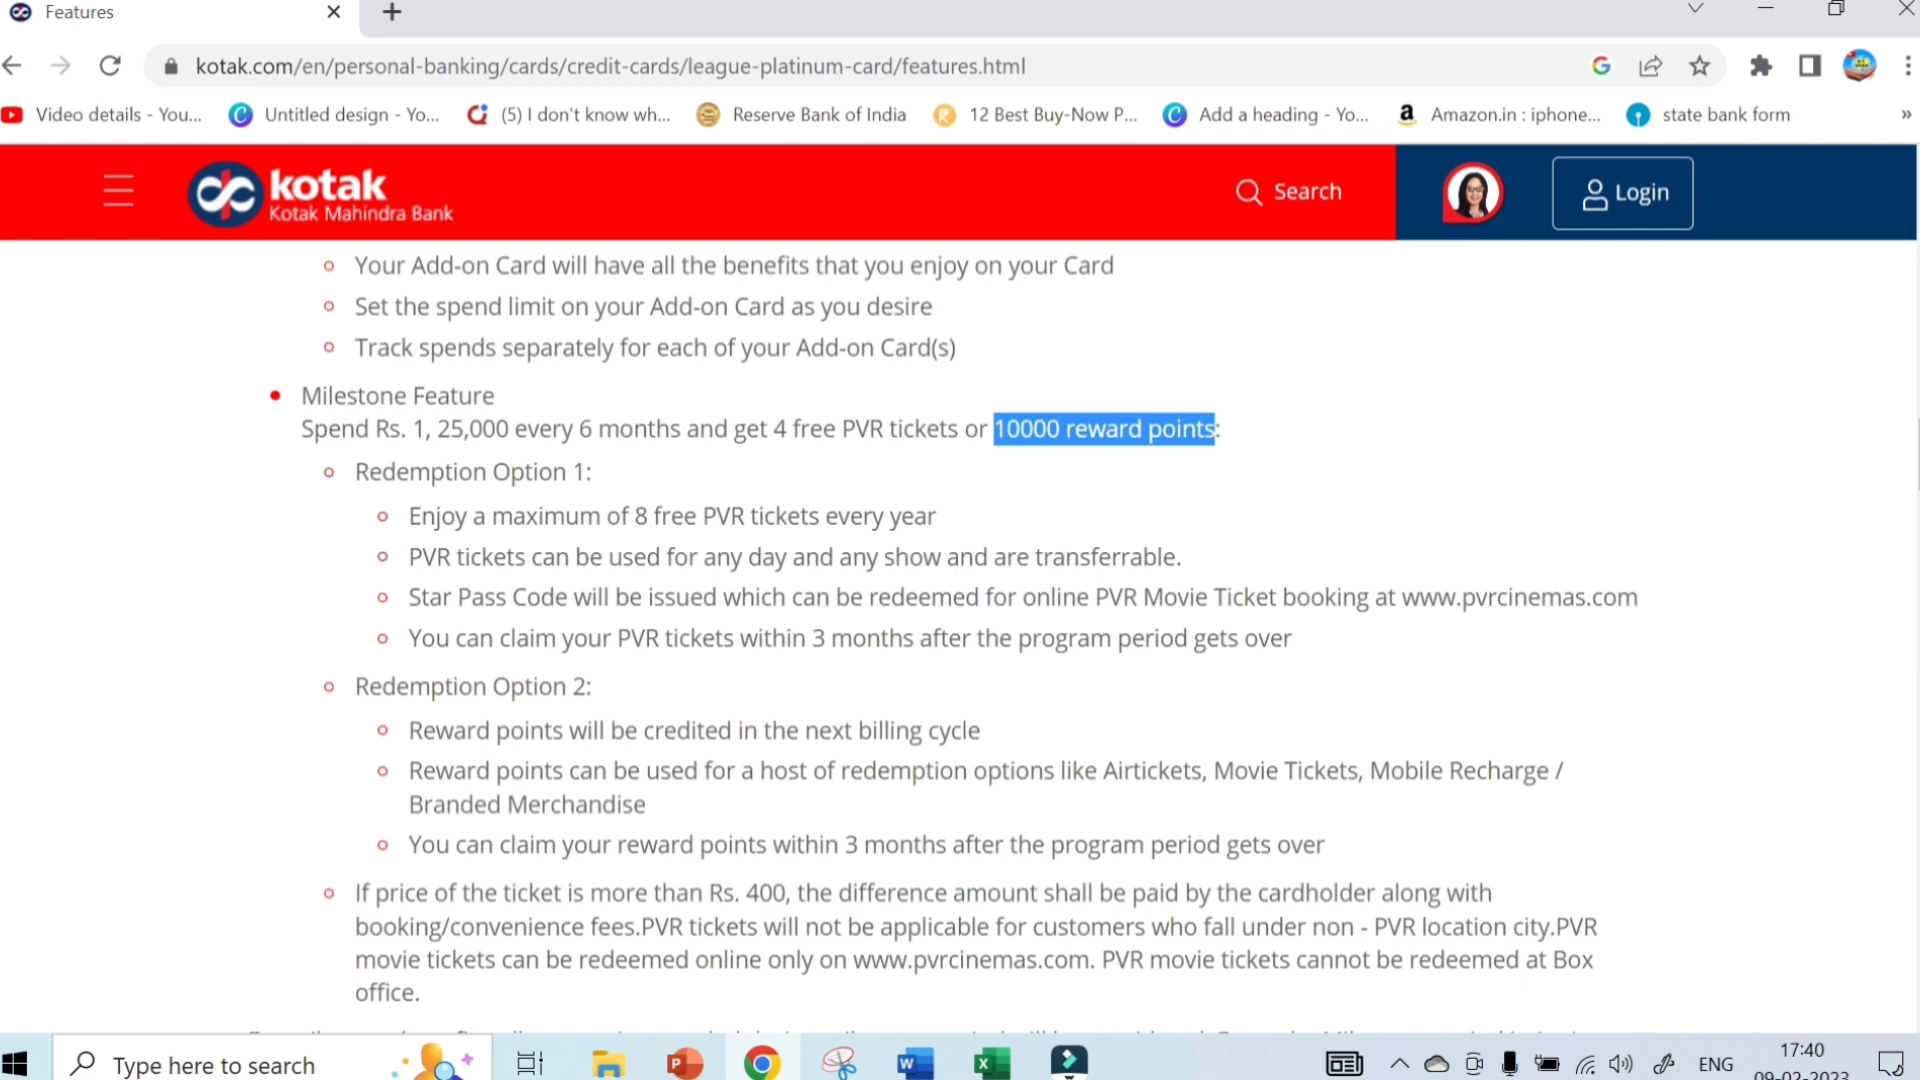 Features
kotak.com/en/personal-banking/cards/credit-cards/league-platinum-card/features.html
Video details - You... Untitled design - Yo... (5) I don't know wh... Reserve Bank of India 12 Best Buy-Now P... Add a heading - Yo... Amazon.in : iphone... state bank form »
kotak
Kotak Mahindra Bank
Search
Login
Your Add-on Card will have all the benefits that you enjoy on your Card
Set the spend limit on your Add-on Card as you desire
Track spends separately for each of your Add-on Card(s)
Milestone Feature
Spend Rs. 1, 25,000 every 6 months and get 4 free PVR tickets or 10000 reward points:
Redemption Option 1:
Enjoy a maximum of 8 free PVR tickets every year
PVR tickets can be used for any day and any show and are transferrable.
Star Pass Code will be issued which can be redeemed for online PVR Movie Ticket booking at www.pvrcinemas.com
You can claim your PVR tickets within 3 months after the program period gets over
Redemption Option 2:
Reward points will be credited in the next billing cycle
Reward points can be used for a host of redemption options like Airtickets, Movie Tickets, Mobile Recharge /
Branded Merchandise
You can claim your reward points within 3 months after the program period gets over
If price of the ticket is more than Rs. 400, the difference amount shall be paid by the cardholder along with
booking/convenience fees.PVR tickets will not be applicable for customers who fall under non - PVR location city.PVR
movie tickets can be redeemed online only on www.pvrcinemas.com. PVR movie tickets cannot be redeemed at Box
office.
Type here to search
ENG
17:40
09-02-2023